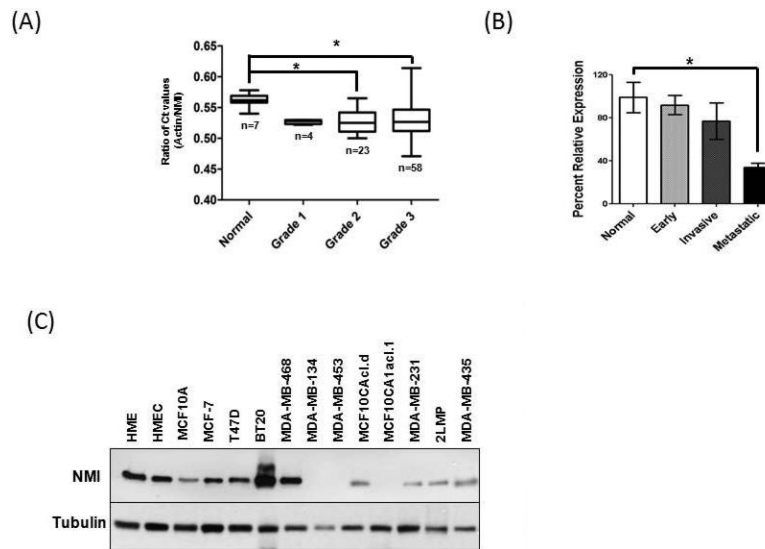 (A)
(B)
0.65
0.60
0.55
0.50
0.45
0.40
Ratio of Ct values
(Actin/NMI)
*
*
n=7
n=4
n=23
n=58
Normal
Grade 1
Grade 2
Grade 3
120
80
40
0
Percent Relative Expression
*
Normal
Early
Invasive
Metastatic
(C)
HME
HMEC
MCF10A
MCF-7
T47D
BT20
MDA-MB-468
MDA-MB-134
MDA-MB-453
MCF10CAcl.d
MCF10CA1acl.1
MDA-MB-231
2LMP
MDA-MB-435
NMI
Tubulin